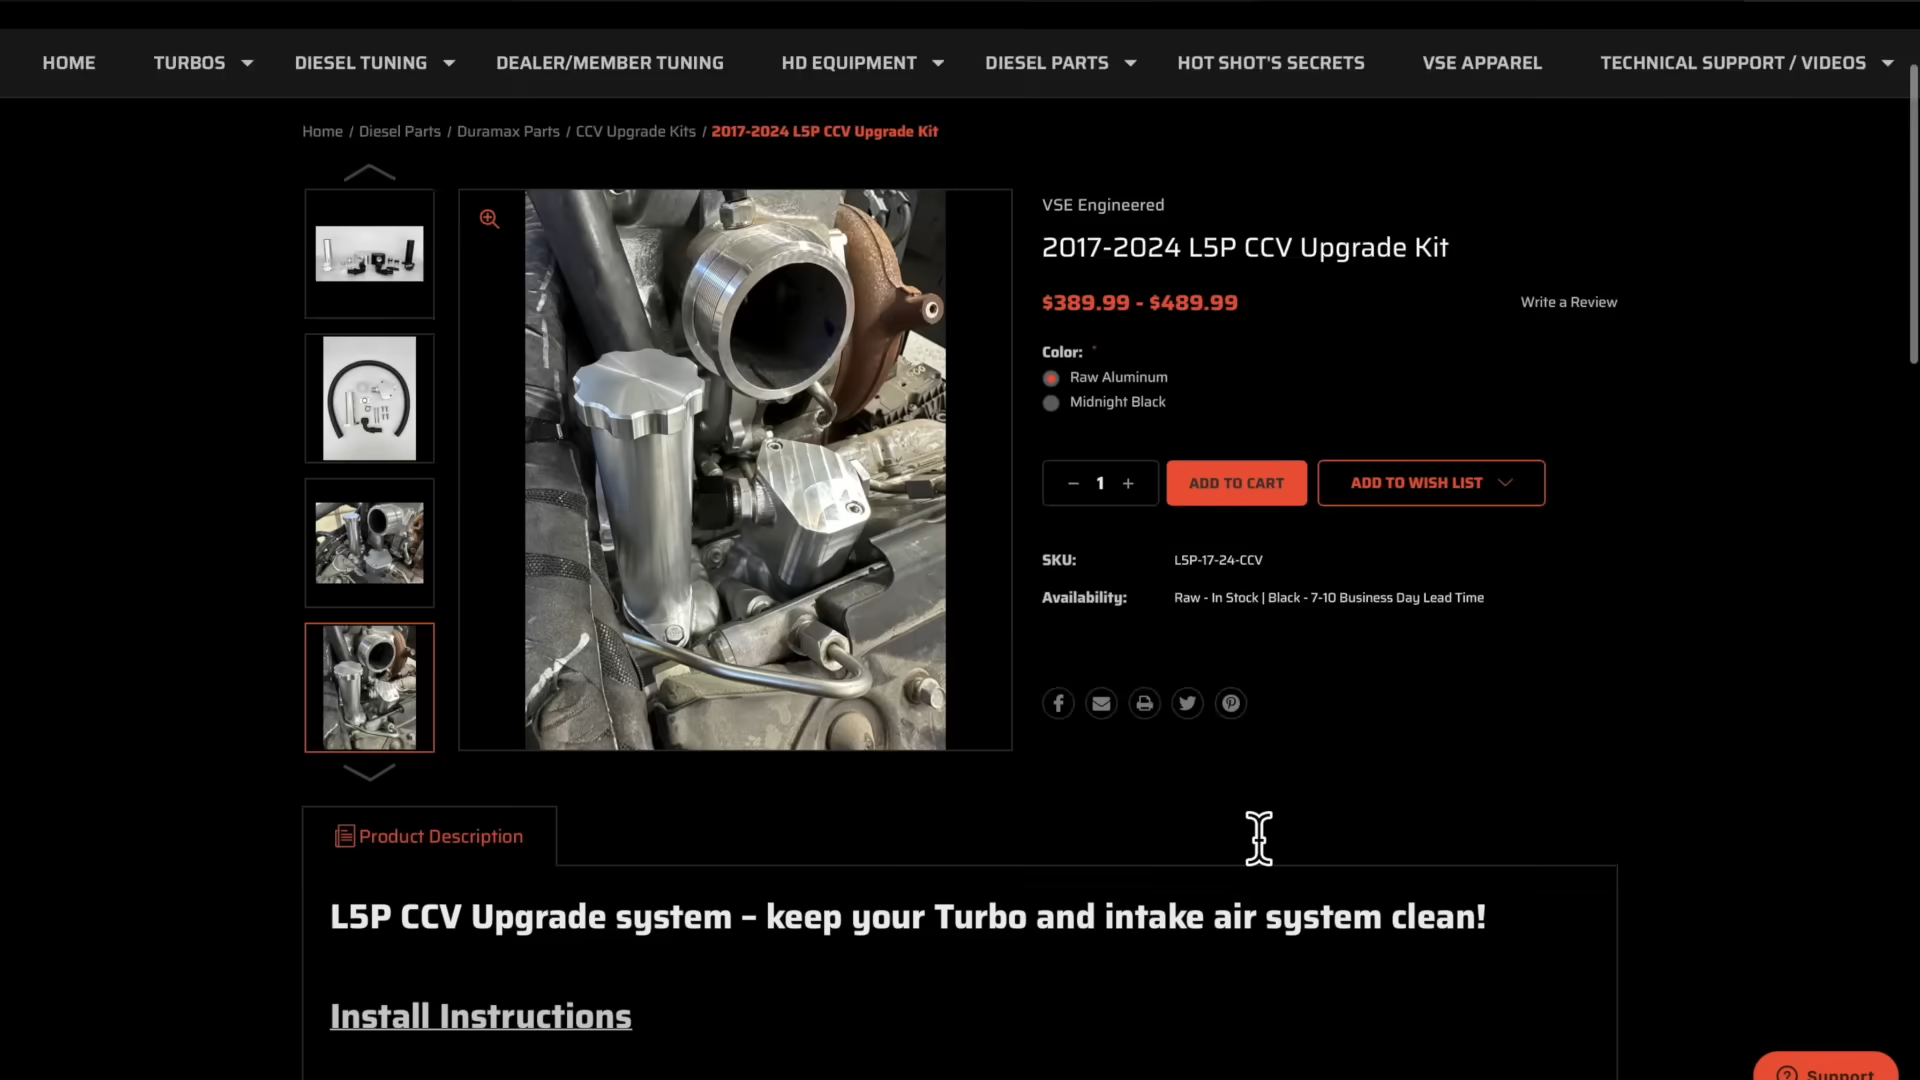 HOME TURBOS DIESEL TUNING DEALER/MEMBER TUNING HD EQUIPMENT DIESEL PARTS HOT SHOT'S SECRETS VSE APPAREL TECHNICAL SUPPORT / VIDEOS
Home / Diesel Parts / Duramax Parts / CCV Upgrade Kits / 2017-2024 L5P CCV Upgrade Kit
VSE Engineered
2017-2024 L5P CCV Upgrade Kit
$389.99 - $489.99
Write a Review
Color: *
Raw Aluminum
Midnight Black
− 1 +
ADD TO CART
ADD TO WISH LIST
SKU: L5P-17-24-CCV
Availability: Raw - In Stock | Black - 7-10 Business Day Lead Time
Product Description
L5P CCV Upgrade system – keep your Turbo and intake air system clean!
Install Instructions
Support